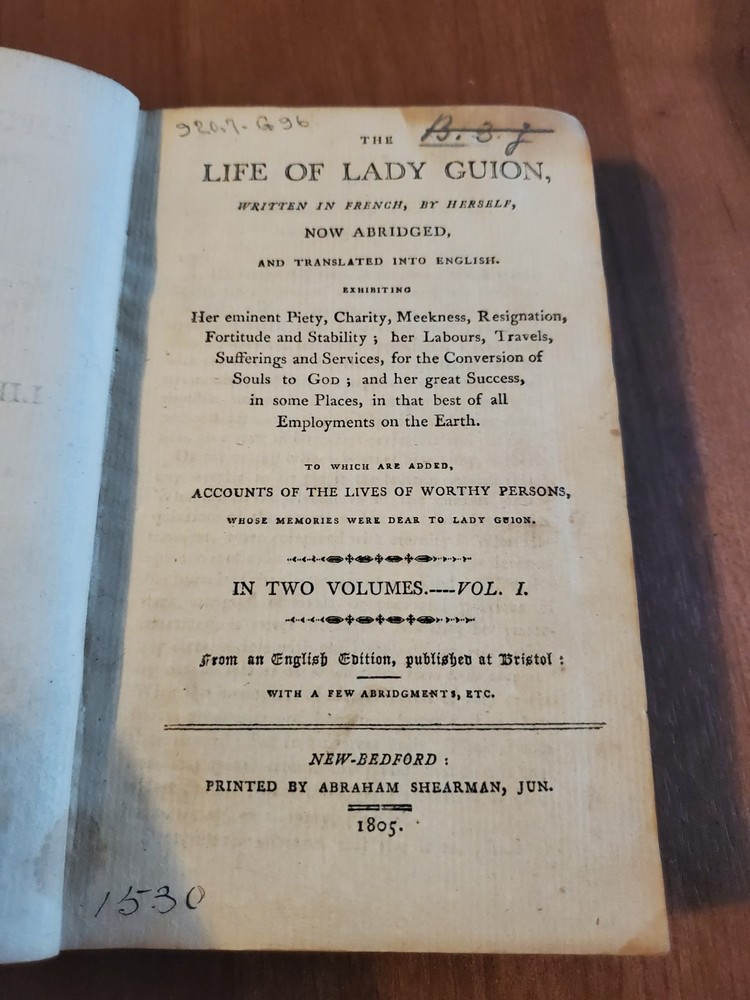 920.7-G96
B. 3. J
THE
LIFE OF LADY GUION,
WRITTEN IN FRENCH, BY HERSELF,
NOW ABRIDGED,
AND TRANSLATED INTO ENGLISH.
EXHIBITING
Her eminent Piety, Charity, Meekness, Resignation,
Fortitude and Stability ; her Labours, Travels,
Sufferings and Services, for the Conversion of
Souls to GOD ; and her great Success,
in some Places, in that best of all
Employments on the Earth.
TO WHICH ARE ADDED,
ACCOUNTS OF THE LIVES OF WORTHY PERSONS,
WHOSE MEMORIES WERE DEAR TO LADY GUION.
IN TWO VOLUMES.----VOL. I.
From an English Edition, published at Bristol :
WITH A FEW ABRIDGMENTS, ETC.
NEW-BEDFORD :
PRINTED BY ABRAHAM SHEARMAN, JUN.
1805.
1530